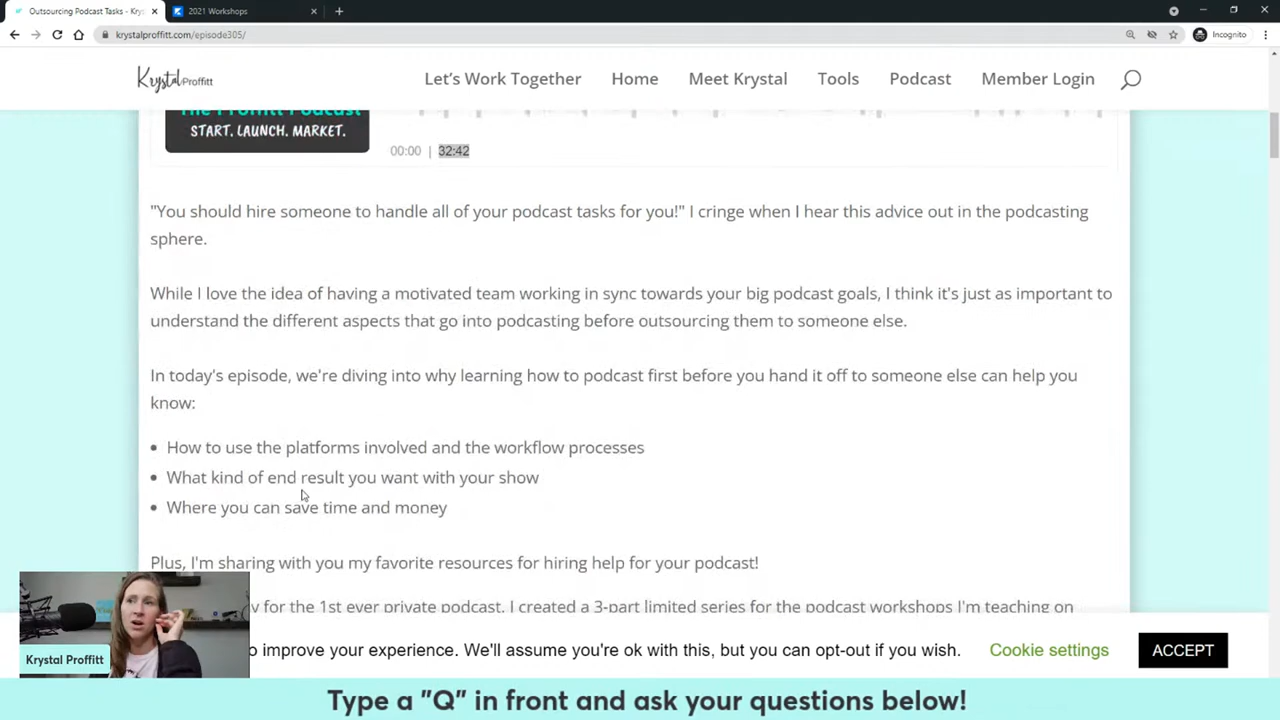 Outsourcing Podcast Tasks - Krys
2021 Workshops
krystalproffitt.com/episode305/
Incognito
Krystal Proffitt
Let's Work Together
Home
Meet Krystal
Tools
Podcast
Member Login
The Proffitt Podcast
START. LAUNCH. MARKET.
00:00 | 32:42
"You should hire someone to handle all of your podcast tasks for you!" I cringe when I hear this advice out in the podcasting
sphere.
While I love the idea of having a motivated team working in sync towards your big podcast goals, I think it's just as important to
understand the different aspects that go into podcasting before outsourcing them to someone else.
In today's episode, we're diving into why learning how to podcast first before you hand it off to someone else can help you
know:
• How to use the platforms involved and the workflow processes
• What kind of end result you want with your show
• Where you can save time and money
Plus, I'm sharing with you my favorite resources for hiring help for your podcast!
for the 1st ever private podcast. I created a 3-part limited series for the podcast workshops I'm teaching on
o improve your experience. We'll assume you're ok with this, but you can opt-out if you wish.
Cookie settings
ACCEPT
Krystal Proffitt
Type a "Q" in front and ask your questions below!